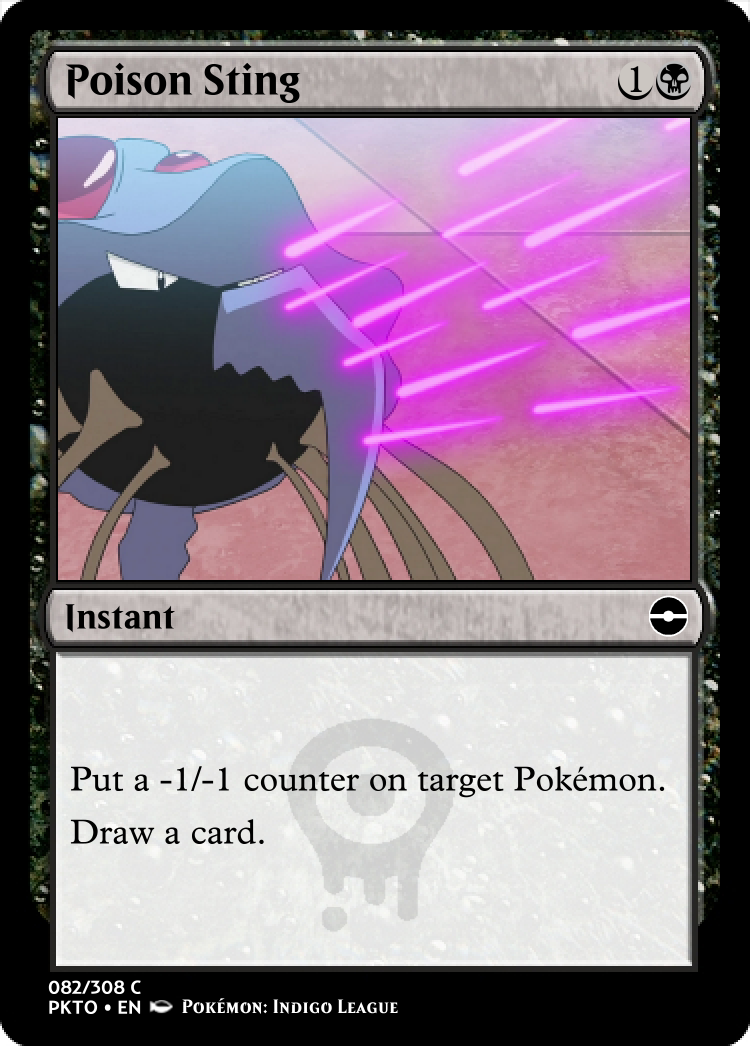 Poison Sting 1
Instant
Put a -1/-1 counter on target Pokémon.
Draw a card.
082/308 C
PKTO • EN Pokémon: Indigo League